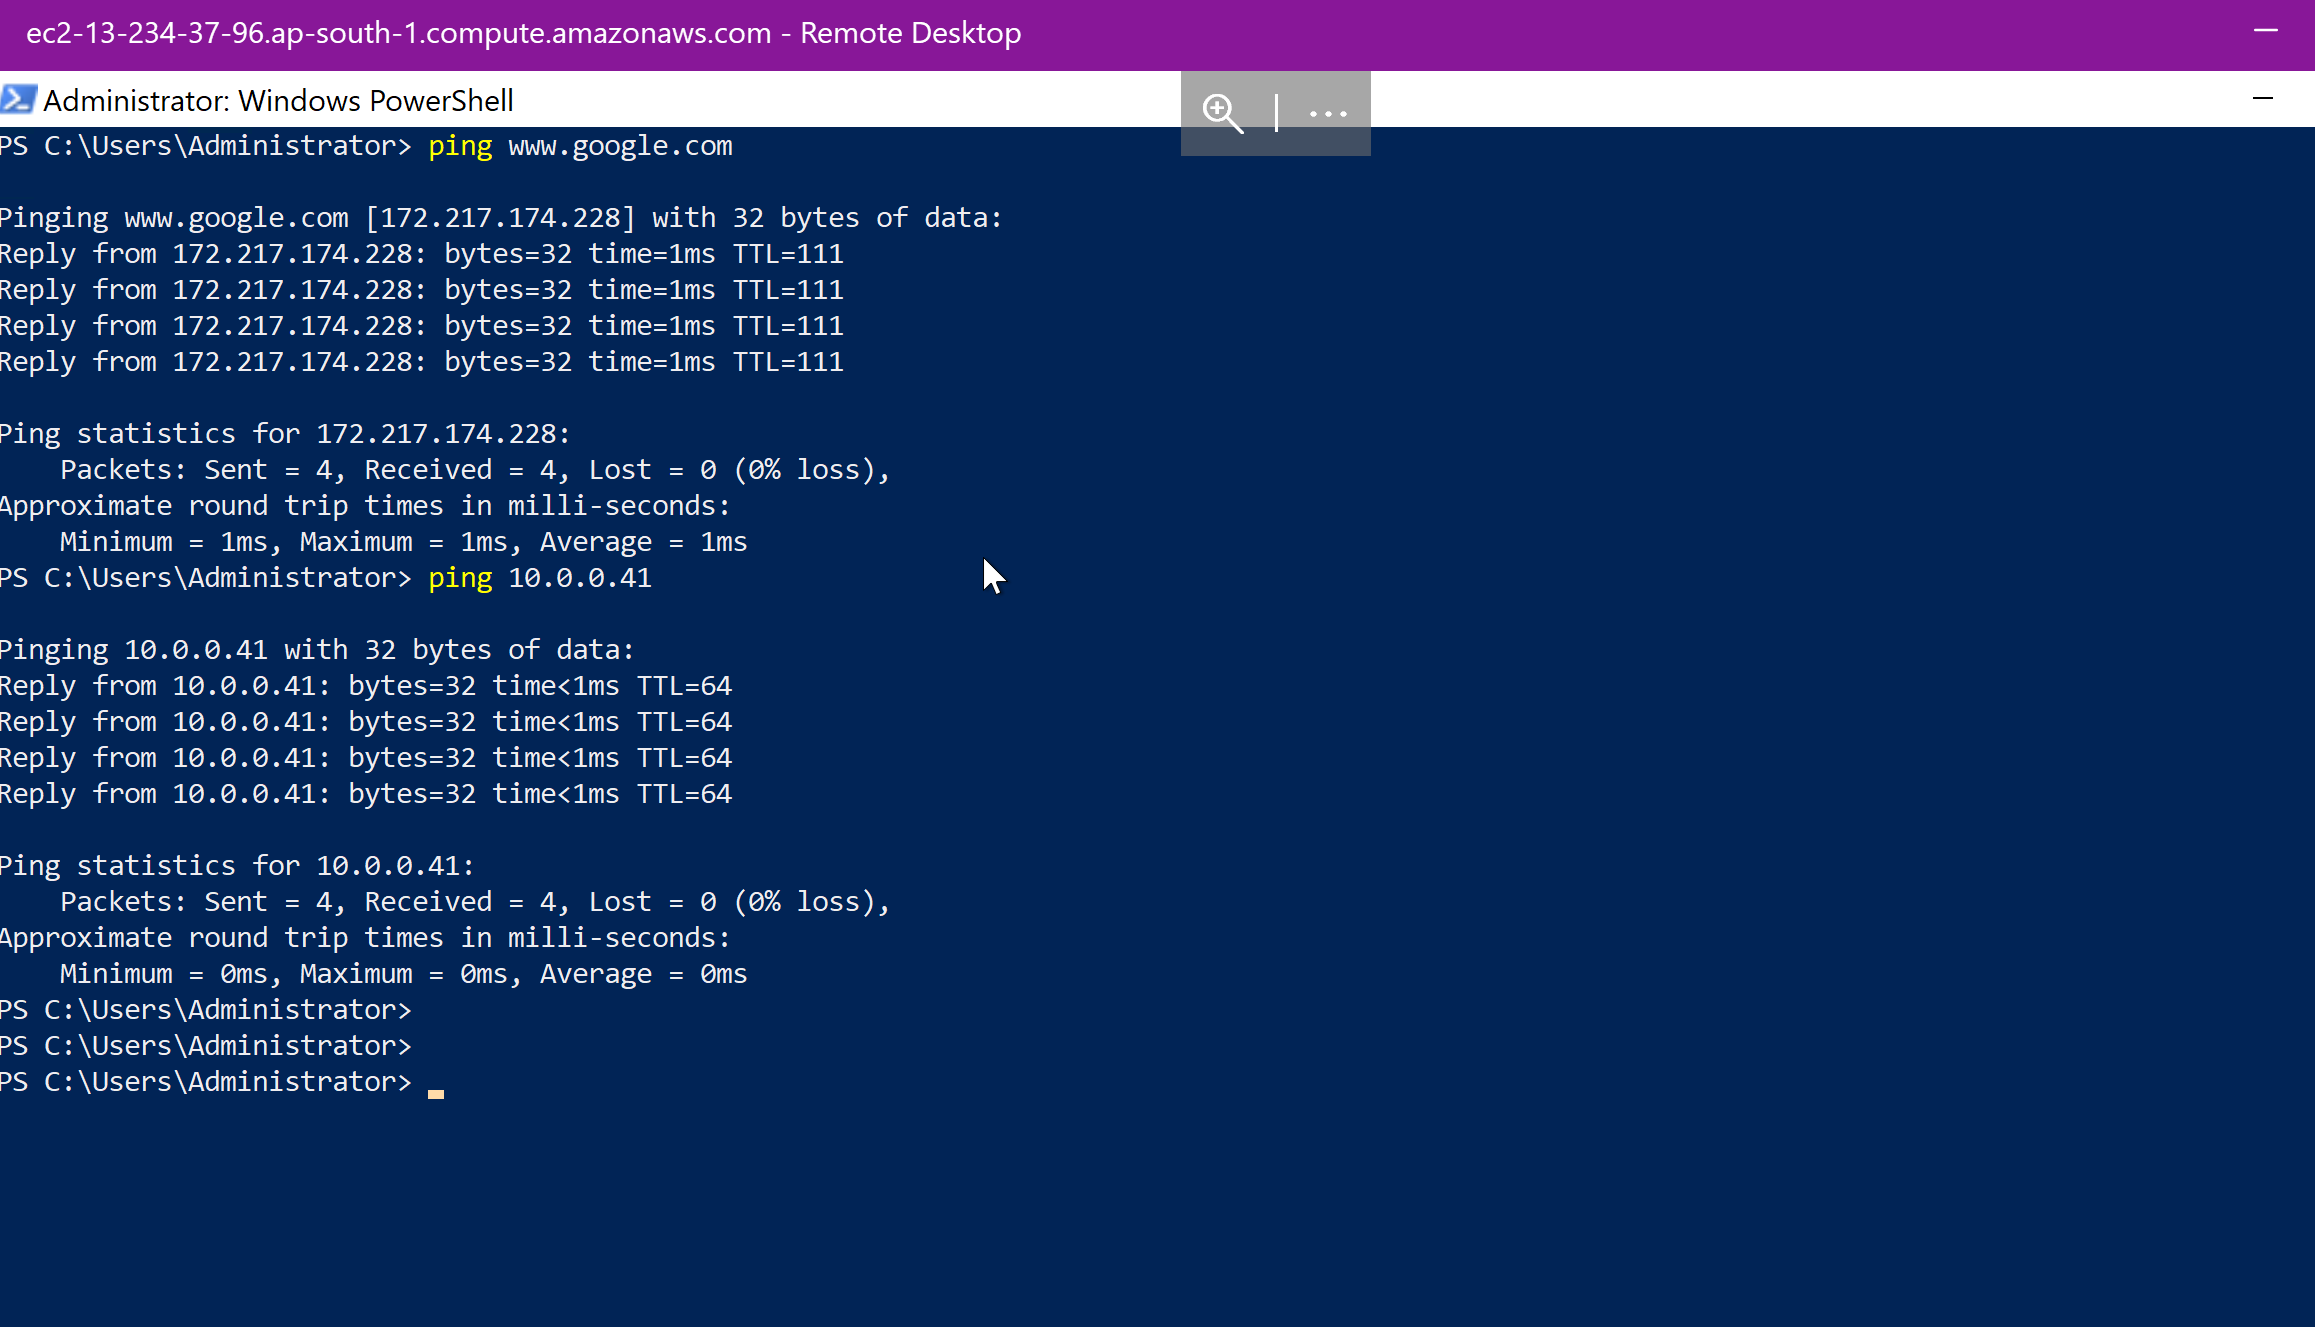 ec2-13-234-37-96.ap-south-1.compute.amazonaws.com - Remote Desktop
Administrator: Windows PowerShell
PS C:\Users\Administrator> ping www.google.com
Pinging www.google.com [172.217.174.228] with 32 bytes of data:
Reply from 172.217.174.228: bytes=32 time=1ms TTL=111
Reply from 172.217.174.228: bytes=32 time=1ms TTL=111
Reply from 172.217.174.228: bytes=32 time=1ms TTL=111
Reply from 172.217.174.228: bytes=32 time=1ms TTL=111
Ping statistics for 172.217.174.228:
    Packets: Sent = 4, Received = 4, Lost = 0 (0% loss),
Approximate round trip times in milli-seconds:
    Minimum = 1ms, Maximum = 1ms, Average = 1ms
PS C:\Users\Administrator> ping 10.0.0.41
Pinging 10.0.0.41 with 32 bytes of data:
Reply from 10.0.0.41: bytes=32 time<1ms TTL=64
Reply from 10.0.0.41: bytes=32 time<1ms TTL=64
Reply from 10.0.0.41: bytes=32 time<1ms TTL=64
Reply from 10.0.0.41: bytes=32 time<1ms TTL=64
Ping statistics for 10.0.0.41:
    Packets: Sent = 4, Received = 4, Lost = 0 (0% loss),
Approximate round trip times in milli-seconds:
    Minimum = 0ms, Maximum = 0ms, Average = 0ms
PS C:\Users\Administrator>
PS C:\Users\Administrator>
PS C:\Users\Administrator>